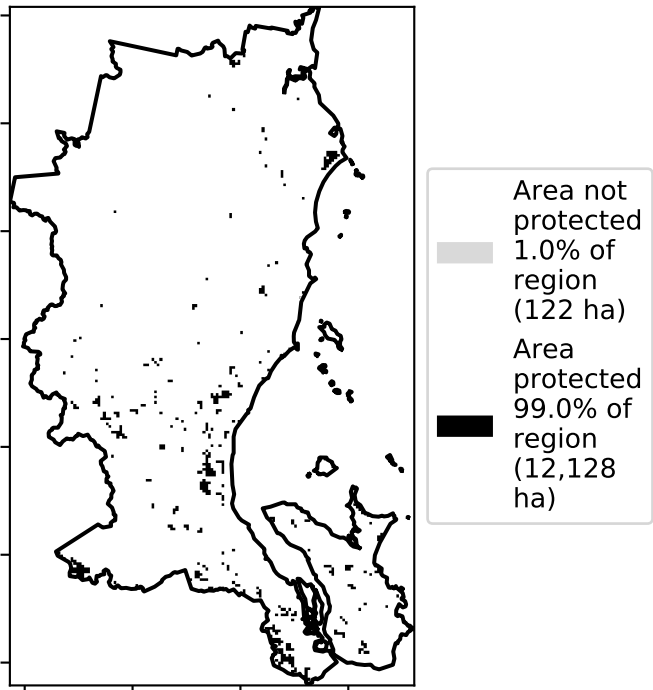 Area not
protected
1.0% of
region
(122 ha)
Area
protected
99.0% of
region
(12,128
ha)